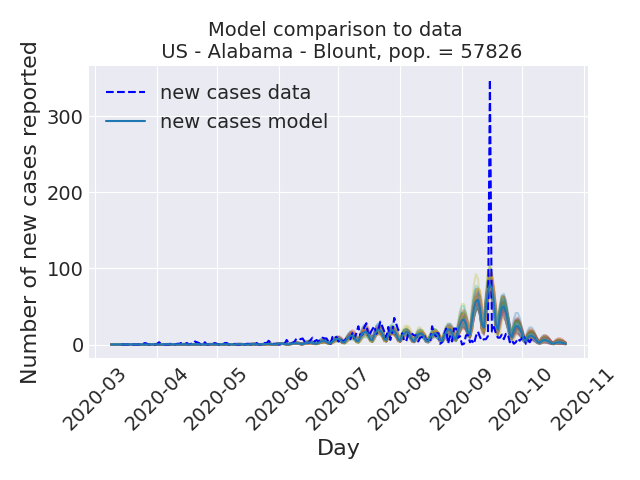 Model comparison to data
US - Alabama - Blount, pop. = 57826
Number of new cases reported
new cases data
new cases model
300
200
100
0
2020-03
2020-04
2020-05
2020-06
2020-07
2020-08
2020-09
2020-10
2020-11
Day